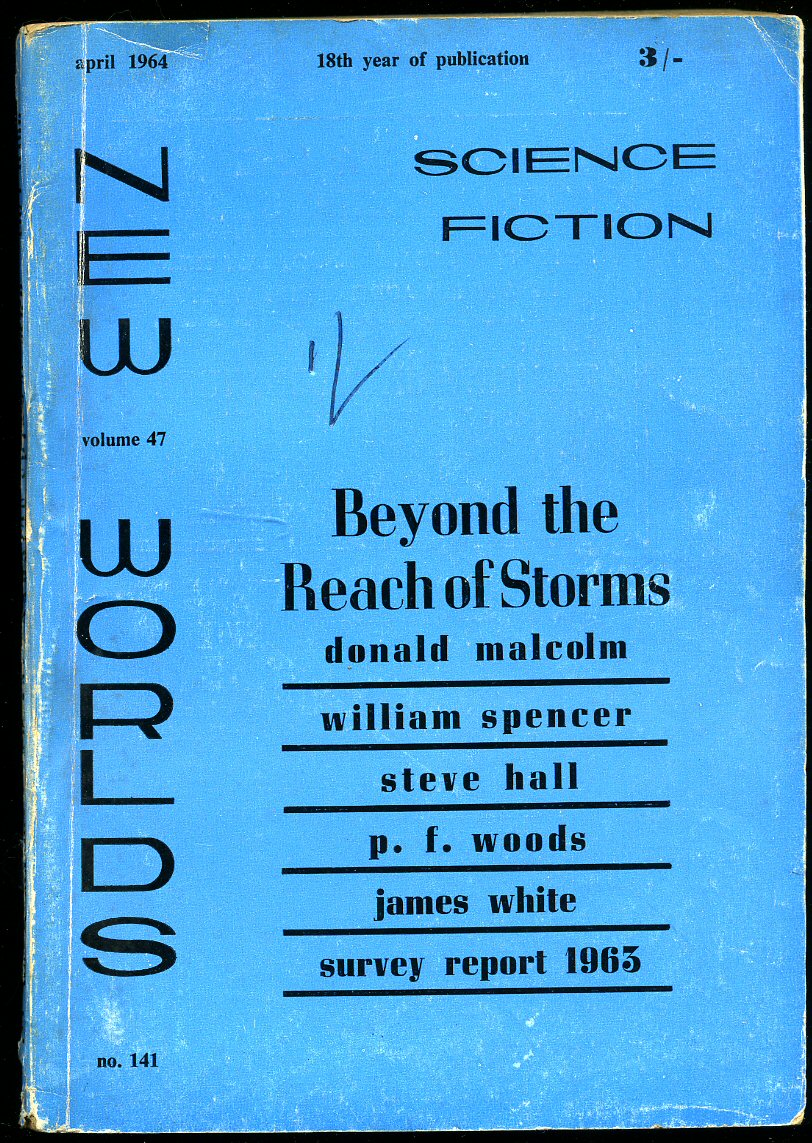 april 1964 18th year of publication 3/-
NEW
volume 47
WORLDS
no. 141
SCIENCE
FICTION
Beyond the
Reach of Storms
donald malcolm
william spencer
steve hall
p. f. woods
james white
survey report 1963